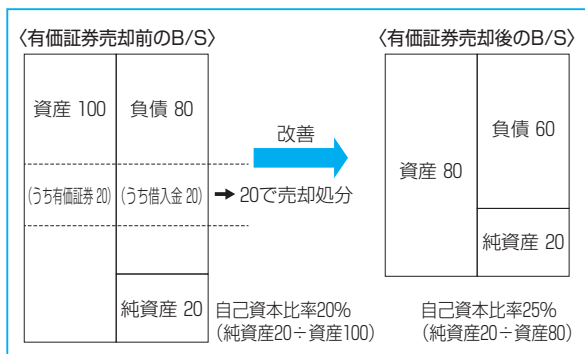 〈有価証券売却前のB/S〉
資産 100
負債 80
(うち有価証券 20)
(うち借入金 20)
➡20で売却処分
純資産 20
自己資本比率20%
(純資産20÷資産100)
改善
〈有価証券売却後のB/S〉
資産 80
負債 60
純資産 20
自己資本比率25%
(純資産20÷資産80)